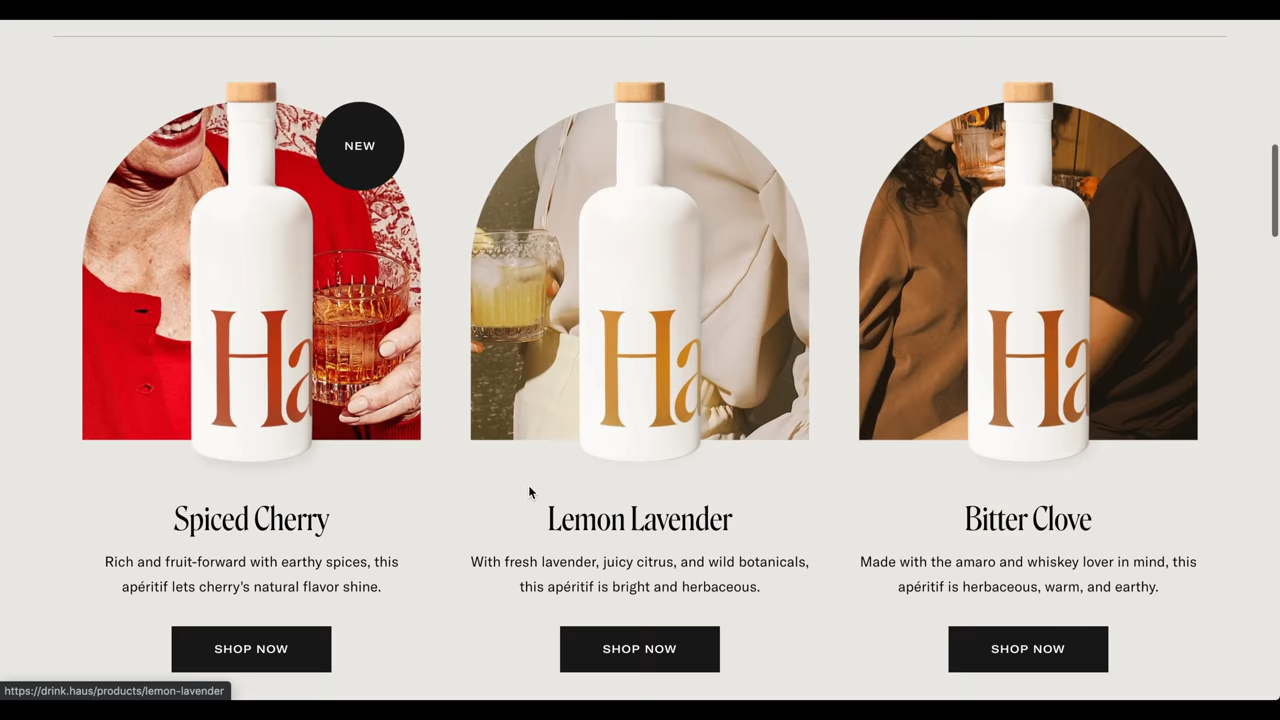 NEW
Ha
Ha
Ha
Spiced Cherry
Rich and fruit-forward with earthy spices, this
apéritif lets cherry's natural flavor shine.
SHOP NOW
Lemon Lavender
With fresh lavender, juicy citrus, and wild botanicals,
this apéritif is bright and herbaceous.
SHOP NOW
Bitter Clove
Made with the amaro and whiskey lover in mind, this
apéritif is herbaceous, warm, and earthy.
SHOP NOW
https://drink.haus/products/lemon-lavender